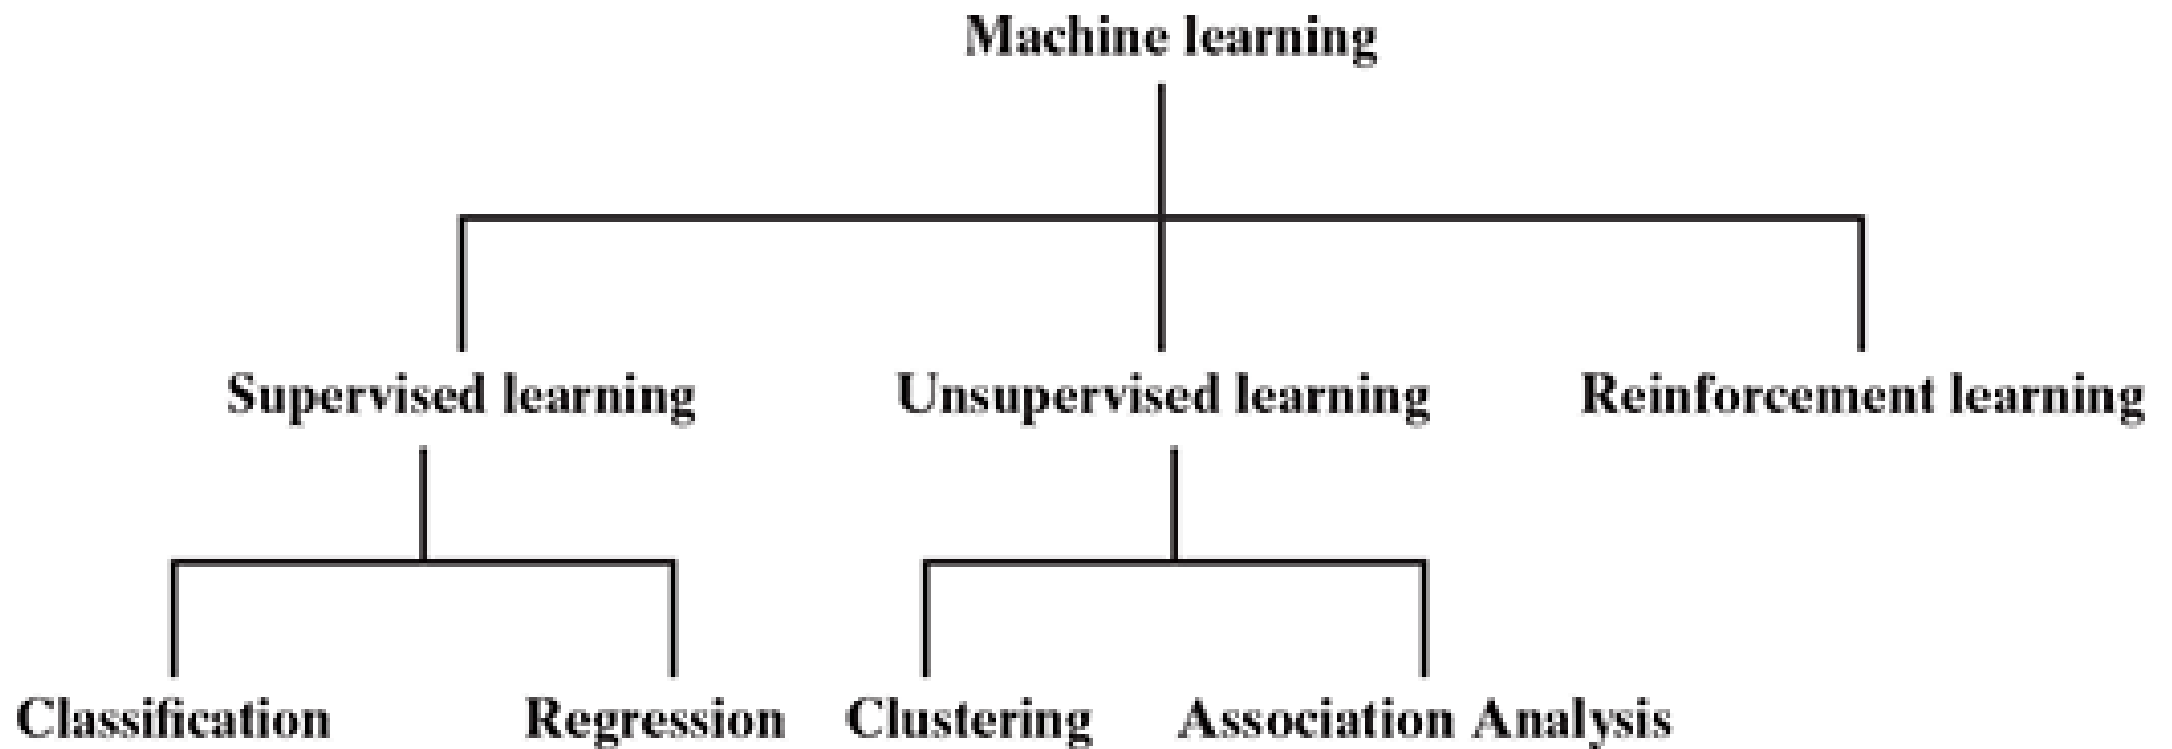 Machine learning
Supervised learning Unsupervised learning Reinforcement learning
Classification Regression Clustering Association Analysis